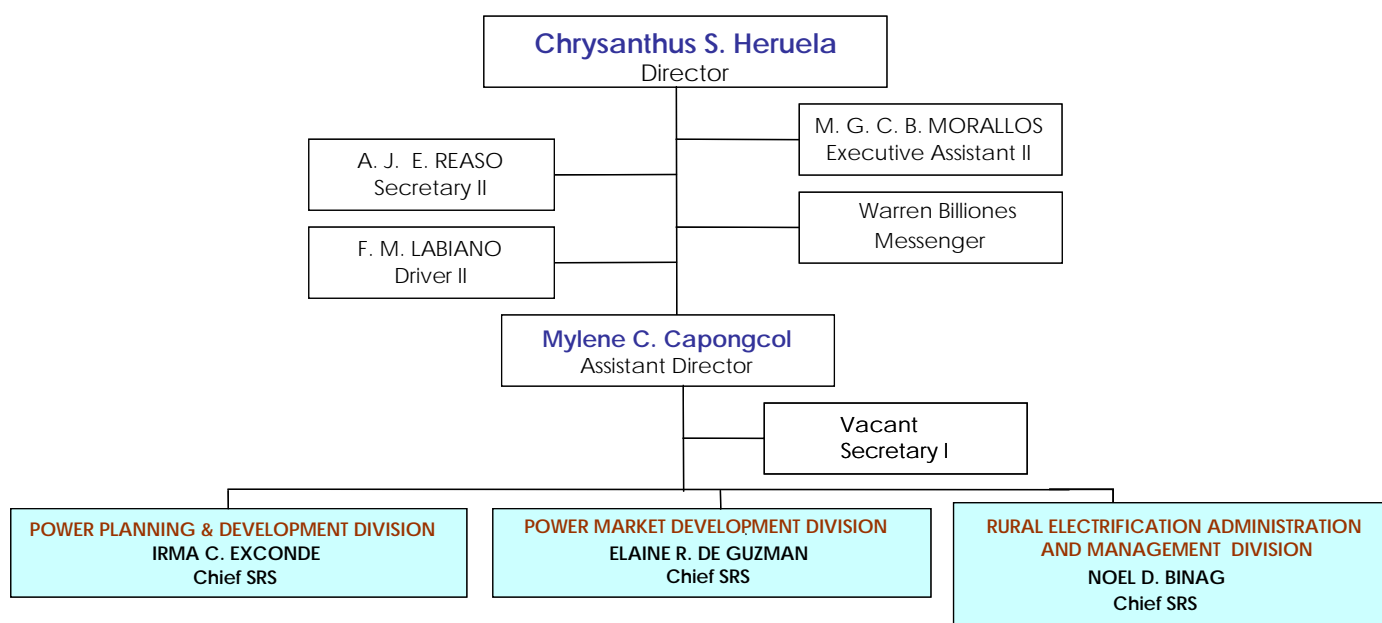 Chrysanthus S. Heruela
Director
M. G. C. B. MORALLOS
Executive Assistant II
A. J. E. REASO
Secretary II
Warren Billiones
Messenger
F. M. LABIANO
Driver II
Mylene C. Capongcol
Assistant Director
Vacant
Secretary I
POWER PLANNING & DEVELOPMENT DIVISION
IRMA C. EXCONDE
Chief SRS
POWER MARKET DEVELOPMENT DIVISION
ELAINE R. DE GUZMAN
Chief SRS
RURAL ELECTRIFICATION ADMINISTRATION
AND MANAGEMENT DIVISION
NOEL D. BINAG
Chief SRS